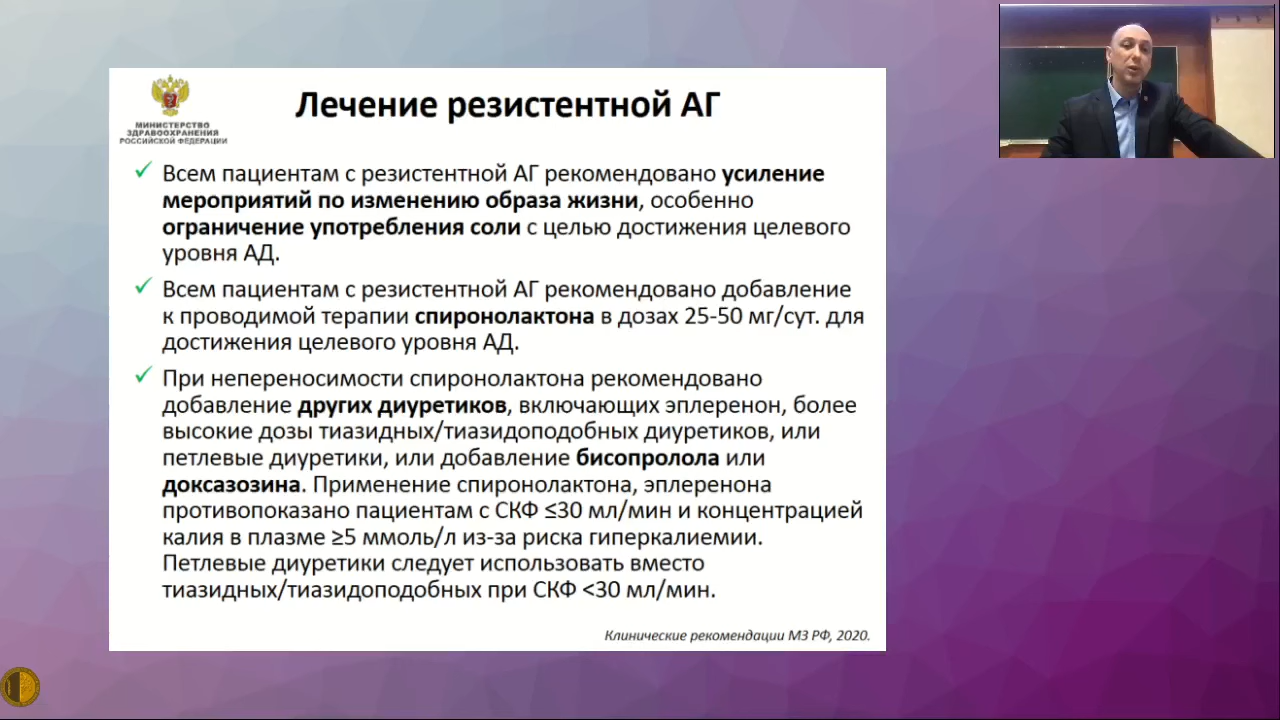 МИНИСТЕРСТВО
ЗДРАВООХРАНЕНИЯ
РОССИЙСКОЙ ФЕДЕРАЦИИ
Лечение резистентной АГ
Всем пациентам с резистентной АГ рекомендовано усиление
мероприятий по изменению образа жизни, особенно
ограничение употребления соли с целью достижения целевого
уровня АД.
Всем пациентам с резистентной АГ рекомендовано добавление
к проводимой терапии спиронолактона в дозах 25-50 мг/сут. для
достижения целевого уровня АД.
При непереносимости спиронолактона рекомендовано
добавление других диуретиков, включающих эплеренон, более
высокие дозы тиазидных/тиазидоподобных диуретиков, или
петлевые диуретики, или добавление бисопролола или
доксазозина. Применение спиронолактона, эплеренона
противопоказано пациентам с СКФ ≤30 мл/мин и концентрацией
калия в плазме ≥5 ммоль/л из-за риска гиперкалиемии.
Петлевые диуретики следует использовать вместо
тиазидных/тиазидоподобных при СКФ <30 мл/мин.
Клинические рекомендации МЗ РФ, 2020.